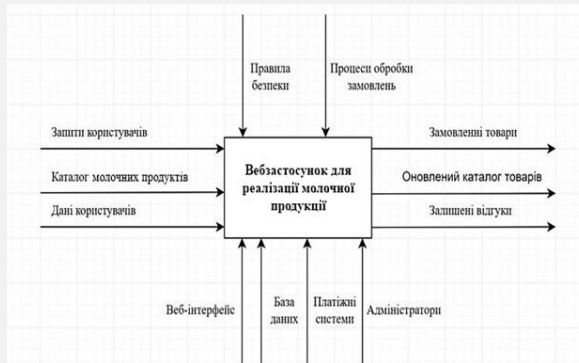 Правила
безпеки
Процеси обробки
замовлень
Запити користувачів
Каталог молочних продуктів
Дані користувачів
Вебзастосунок для
реалізації молочної
продукції
Замовленні товари
Оновлений каталог товарів
Залишені відгуки
Веб-інтерфейс
База
даних
Платіжні
системи
Адміністратори